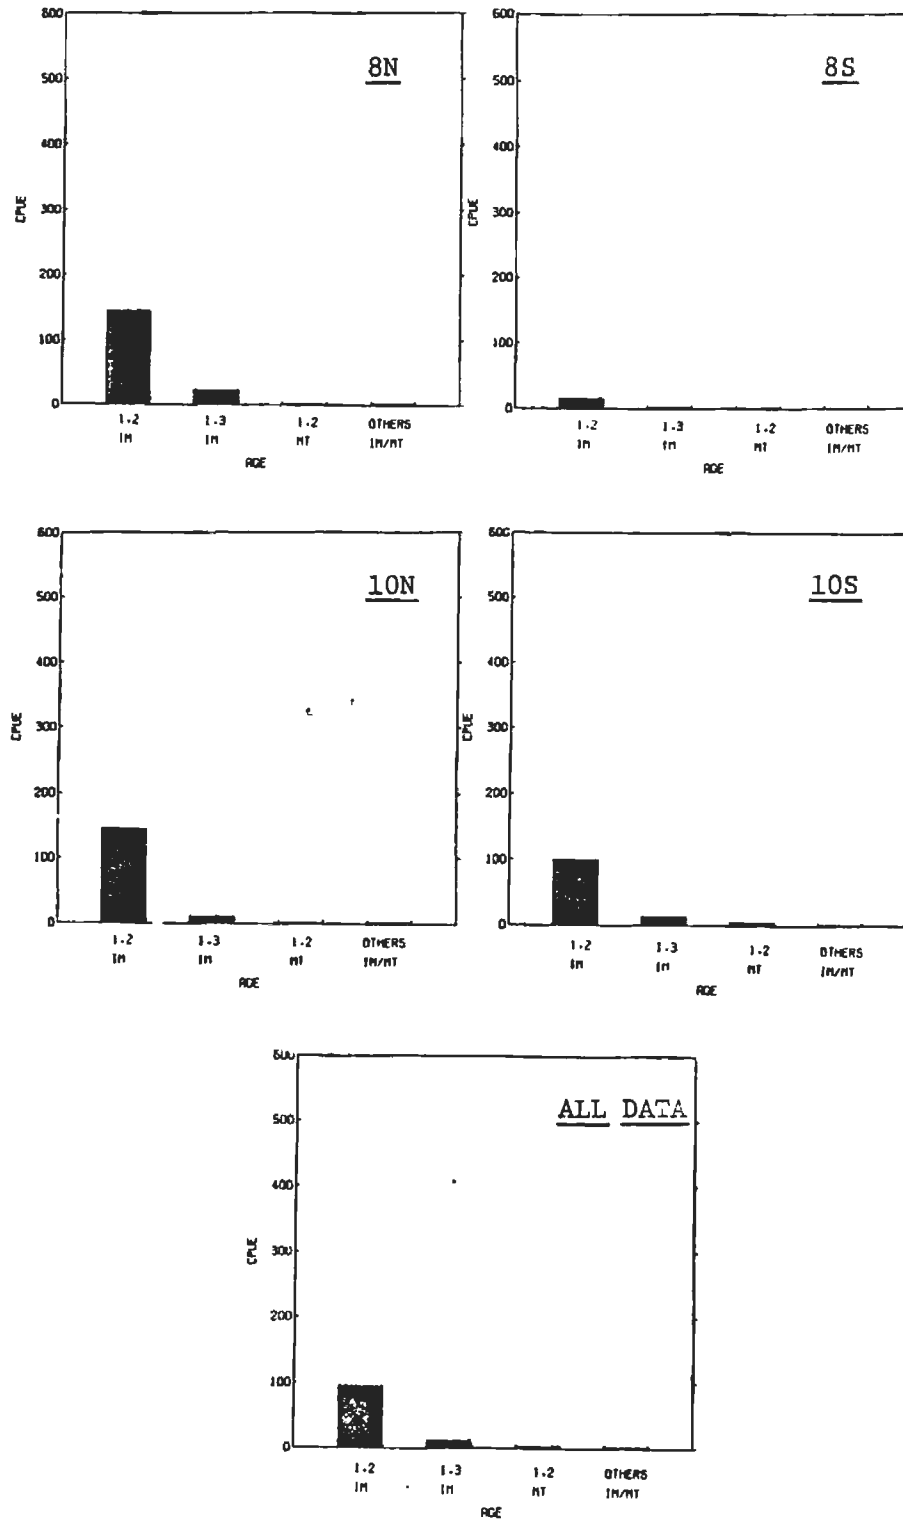 600
500
400
300
200
100
0
CPUE
8N
1.2 1.3 1.2 OTHERS
IM IM MT IM/MT
AGE
600
500
400
300
200
100
0
CPUE
8S
1.2 1.3 1.2 OTHERS
IM IM MT IM/MT
AGE
600
500
400
300
200
100
0
CPUE
10N
1.2 1.3 1.2 OTHERS
IM IM MT IM/MT
AGE
600
500
400
300
200
100
0
CPUE
10S
1.2 1.3 1.2 OTHERS
IM IM MT IM/MT
AGE
600
500
400
300
200
100
0
CPUE
ALL DATA
1.2 1.3 1.2 OTHERS
IM IM MT IM/MT
AGE